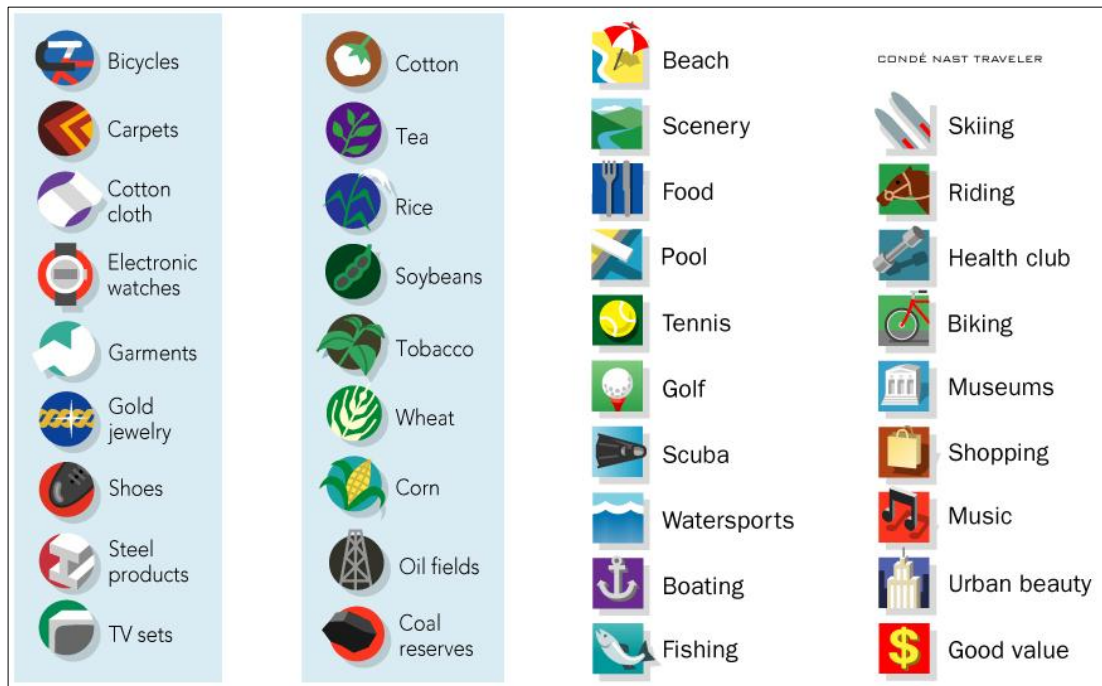 Bicycles
Carpets
Cotton
cloth
Electronic
watches
Garments
Gold
jewelry
Shoes
Steel
products
TV sets
Cotton
Tea
Rice
Soybeans
Tobacco
Wheat
Corn
Oil fields
Coal
reserves
Beach
Scenery
Food
Pool
Tennis
Golf
Scuba
Watersports
Boating
Fishing
CONDÉ NAST TRAVELER
Skiing
Riding
Health club
Biking
Museums
Shopping
Music
Urban beauty
$
Good value